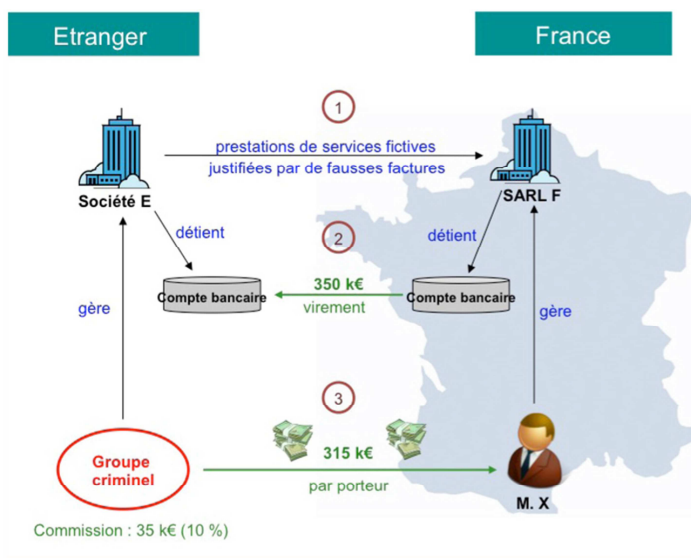 Etranger
France
1
prestations de services fictives
justifiées par de fausses factures
Société E
SARL F
détient
2
détient
Compte bancaire
350 k€
virement
Compte bancaire
gère
gère
3
Groupe
criminel
315 k€
par porteur
M. X
Commission : 35 k€ (10 %)